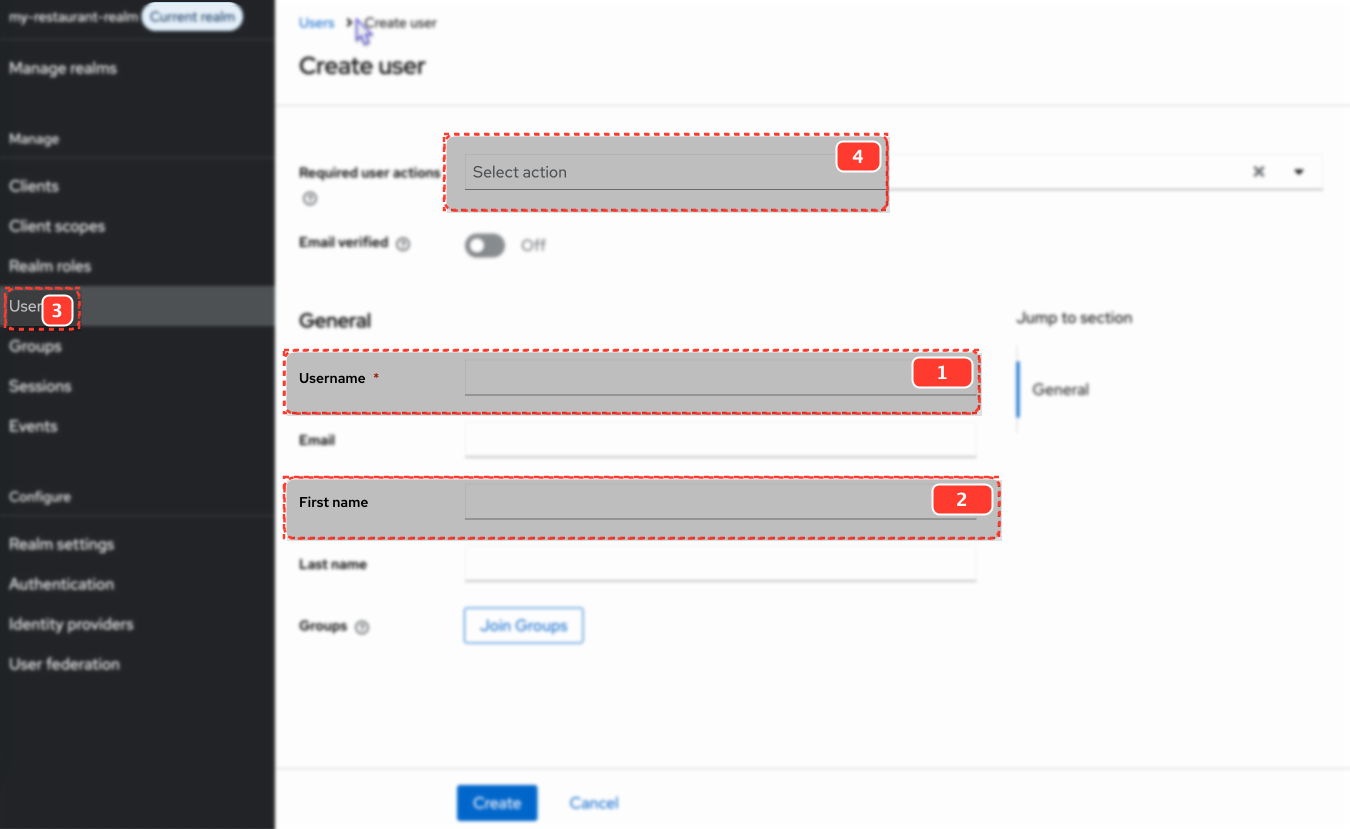 my-restaurant-realm Current realm
Manage realms
Manage
Clients
Client scopes
Realm roles
User 3
Groups
Sessions
Events
Configure
Realm settings
Authentication
Identity providers
User federation
Users Create user
Create user
Required user actions Select action 4
Email verified Off
General
Jump to section
General
Username * 1
Email
First name 2
Last name
Groups Join Groups
Create Cancel